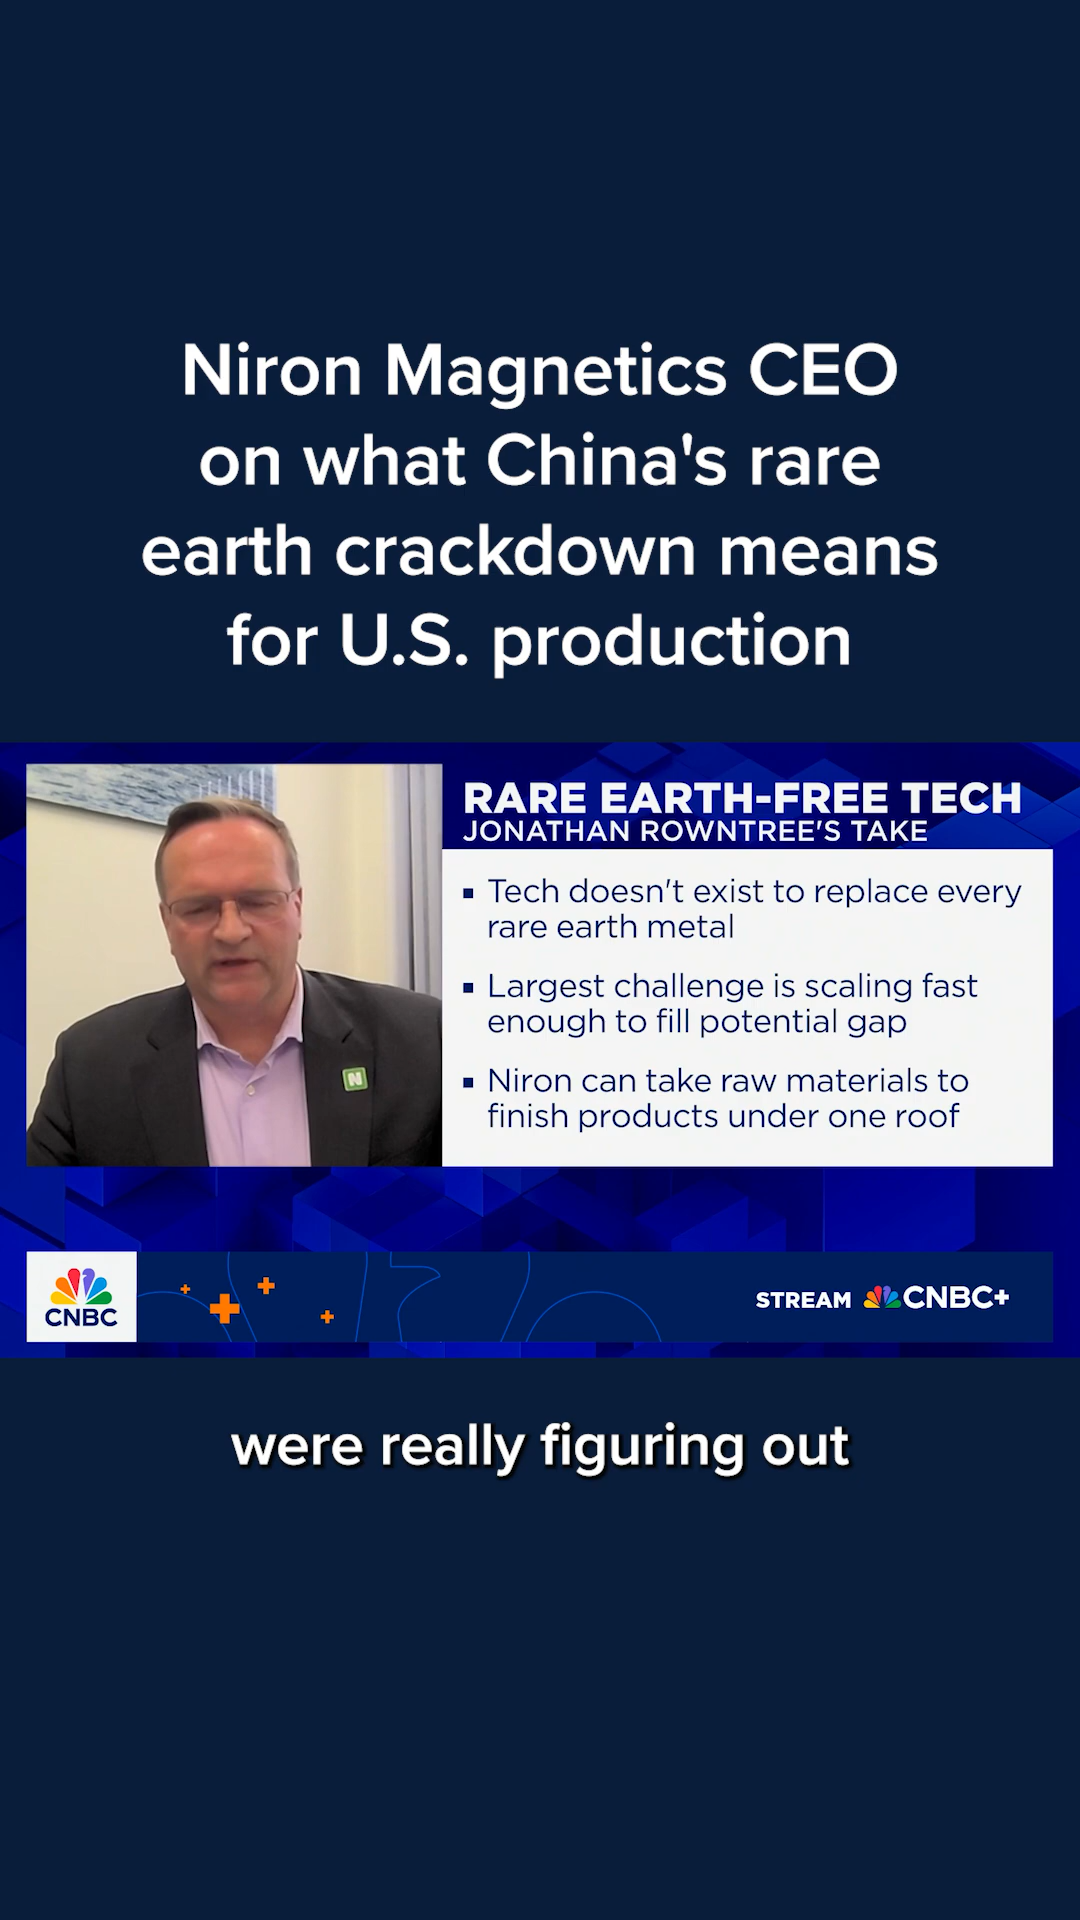 Niron Magnetics CEO
on what China's rare
earth crackdown means
for U.S. production
RARE EARTH-FREE TECH
JONATHAN ROWNTREE'S TAKE
▪ Tech doesn't exist to replace every
rare earth metal
▪ Largest challenge is scaling fast
enough to fill potential gap
▪ Niron can take raw materials to
finish products under one roof
N
CNBC
STREAM CNBC+
were really figuring out